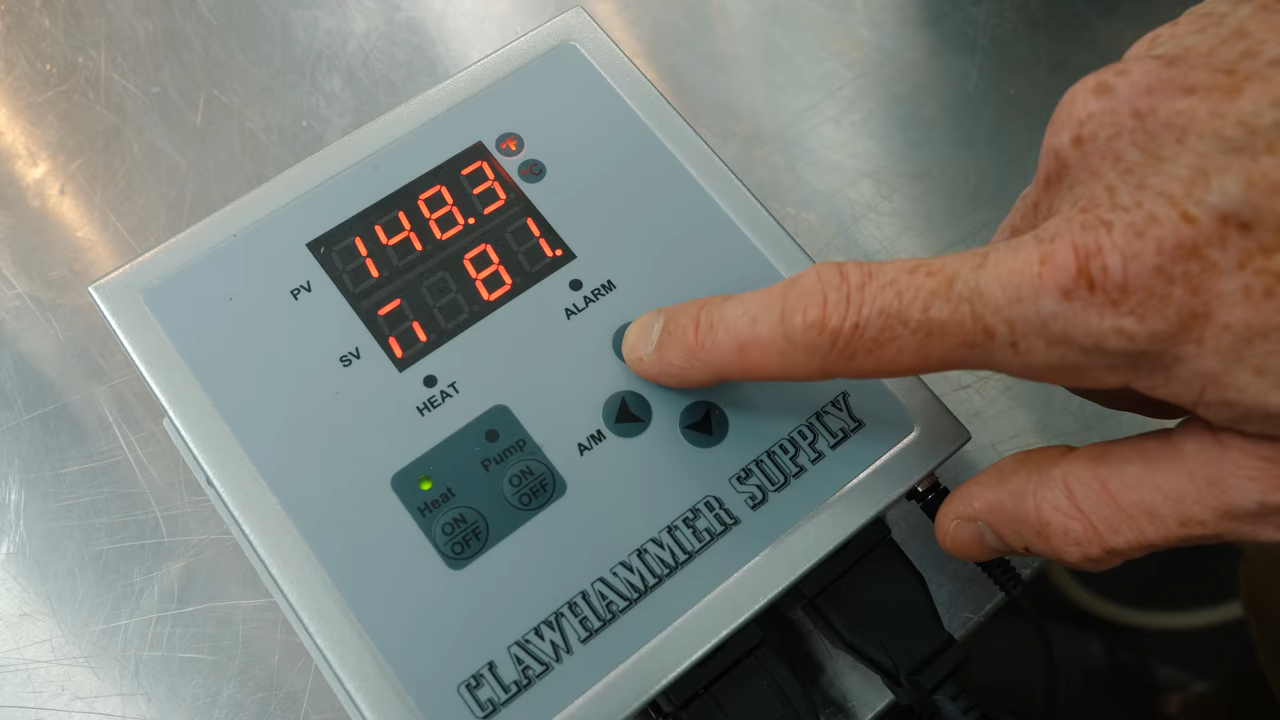 148.3
°C
PV
81.
SV
ALARM
HEAT
A/M
Pump
ON
OFF
Heat
ON
OFF
CLAWHAMMER SUPPLY